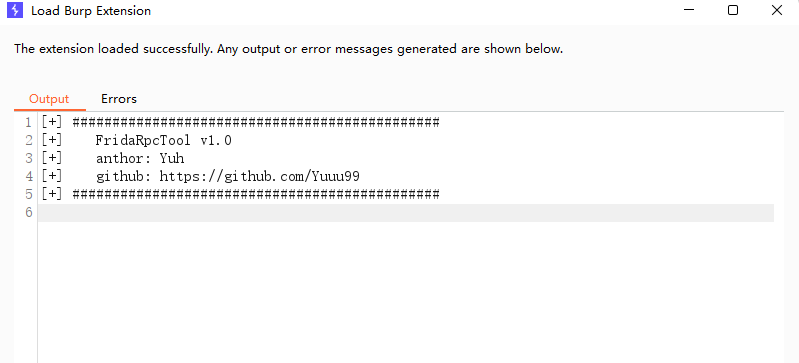 Load Burp Extension
The extension loaded successfully. Any output or error messages generated are shown below.
Output Errors
1 [+] ##############################################
2 [+]    FridaRpcTool v1.0
3 [+]    anthor: Yuh
4 [+]    github: https://github.com/Yuuu99
5 [+] ##############################################
6